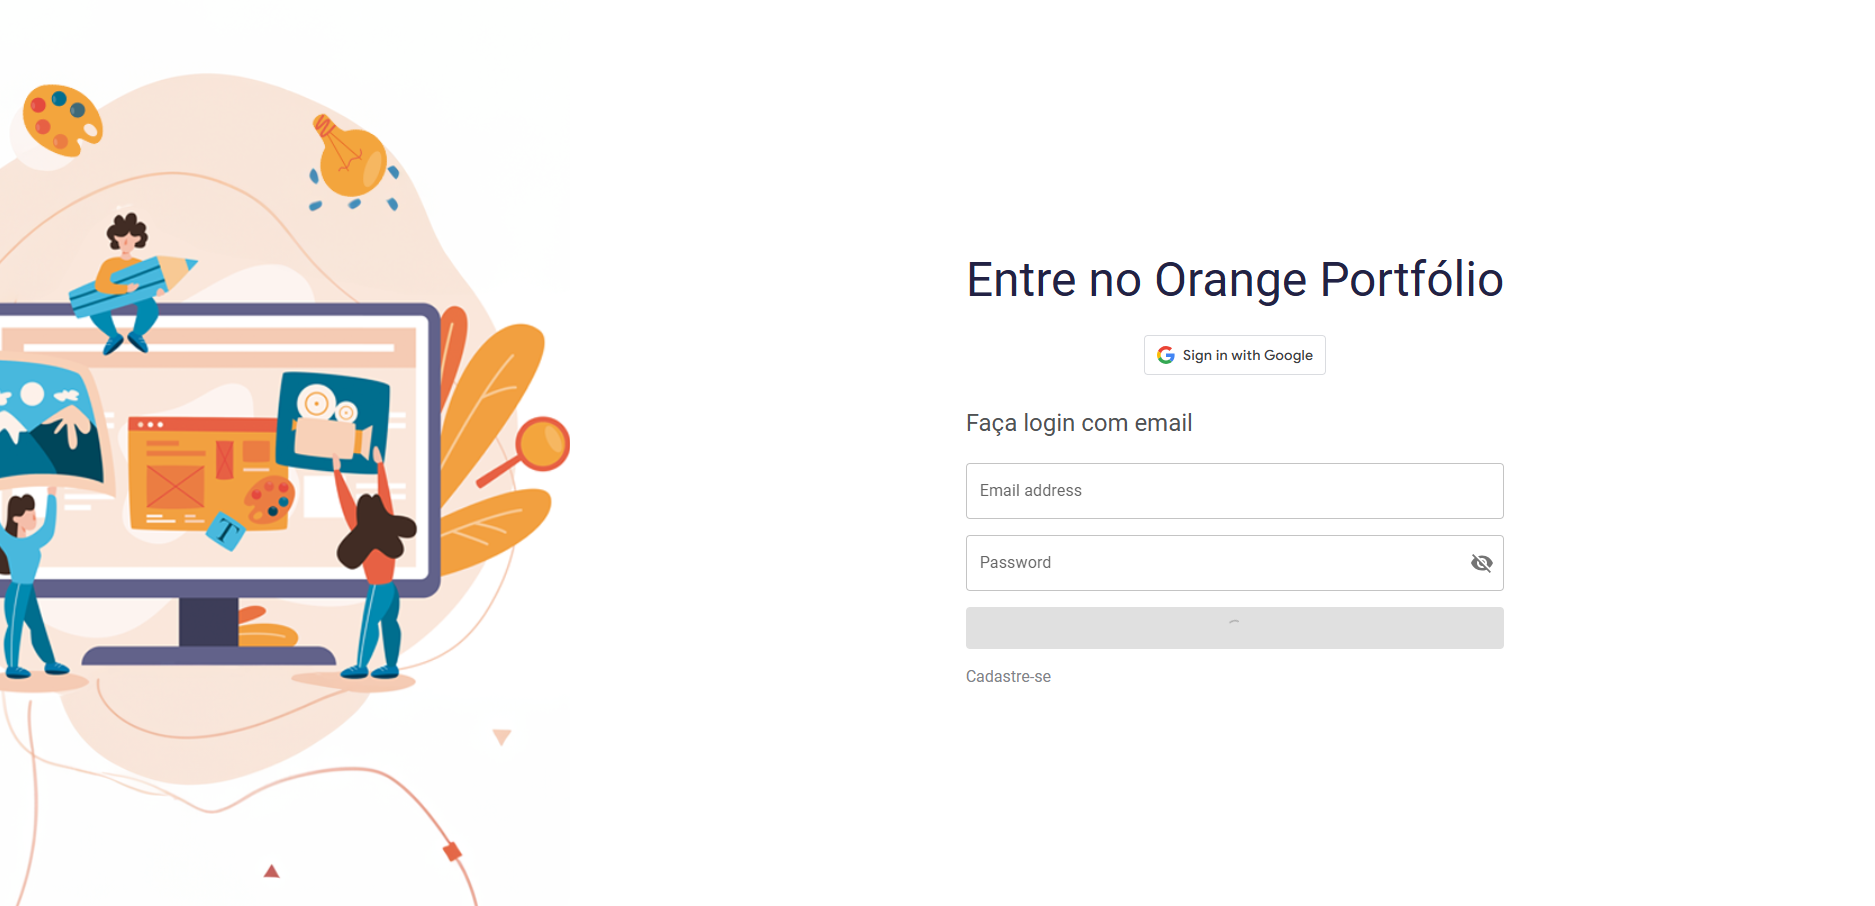 T
Entre no Orange Portfólio
Sign in with Google
Faça login com email
Email address
Password
Cadastre-se